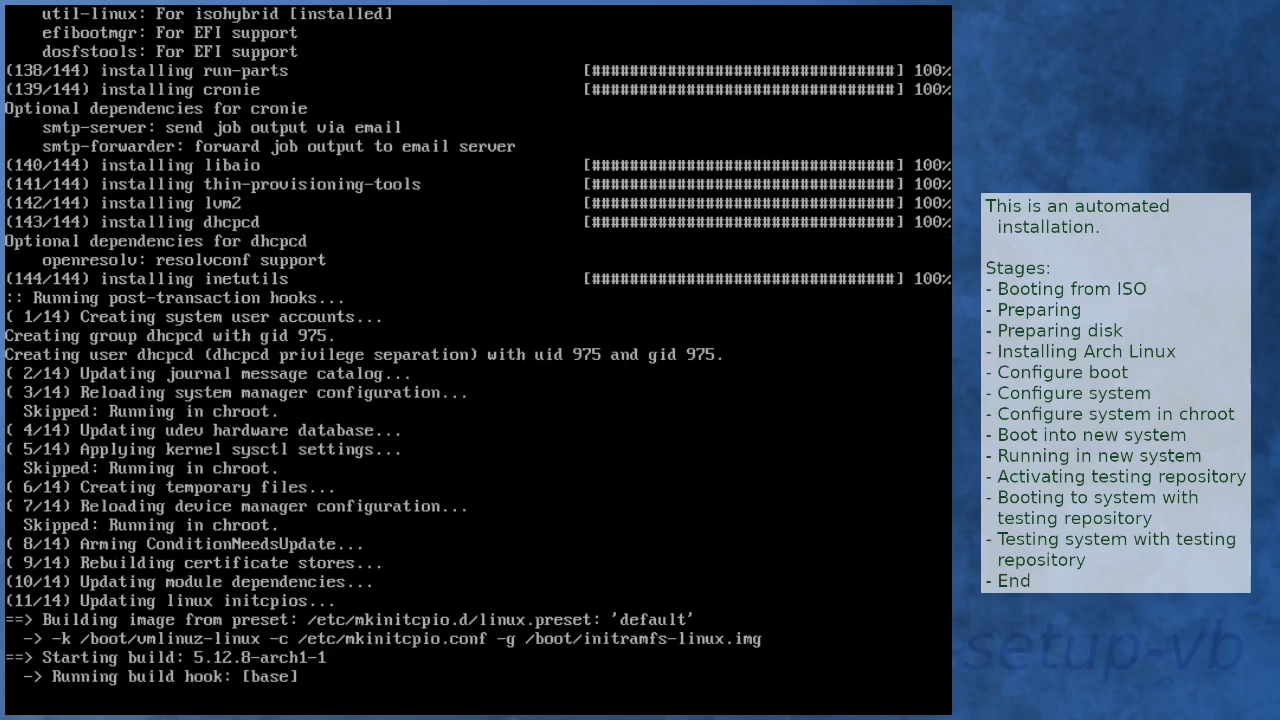 util-linux: For isohybrid [installed]
    efibootmgr: For EFI support
    dosfstools: For EFI support
(138/144) installing run-parts [################################] 100%
(139/144) installing cronie [################################] 100%
Optional dependencies for cronie
    smtp-server: send job output via email
    smtp-forwarder: forward job output to email server
(140/144) installing libaio [################################] 100%
(141/144) installing thin-provisioning-tools [################################] 100%
(142/144) installing lvm2 [################################] 100%
(143/144) installing dhcpcd [################################] 100%
Optional dependencies for dhcpcd
    openresolv: resolvconf support
(144/144) installing inetutils [################################] 100%
:: Running post-transaction hooks...
( 1/14) Creating system user accounts...
Creating group dhcpcd with gid 975.
Creating user dhcpcd (dhcpcd privilege separation) with uid 975 and gid 975.
( 2/14) Updating journal message catalog...
( 3/14) Reloading system manager configuration...
  Skipped: Running in chroot.
( 4/14) Updating udev hardware database...
( 5/14) Applying kernel sysctl settings...
  Skipped: Running in chroot.
( 6/14) Creating temporary files...
( 7/14) Reloading device manager configuration...
  Skipped: Running in chroot.
( 8/14) Arming ConditionNeedsUpdate...
( 9/14) Rebuilding certificate stores...
(10/14) Updating module dependencies...
(11/14) Updating linux initcpios...
==> Building image from preset: /etc/mkinitcpio.d/linux.preset: 'default'
  -> -k /boot/vmlinuz-linux -c /etc/mkinitcpio.conf -g /boot/initramfs-linux.img
==> Starting build: 5.12.8-arch1-1
  -> Running build hook: [base]
This is an automated
installation.
Stages:
- Booting from ISO
- Preparing
- Preparing disk
- Installing Arch Linux
- Configure boot
- Configure system
- Configure system in chroot
- Boot into new system
- Running in new system
- Activating testing repository
- Booting to system with
testing repository
- Testing system with testing
repository
- End
setup-vb